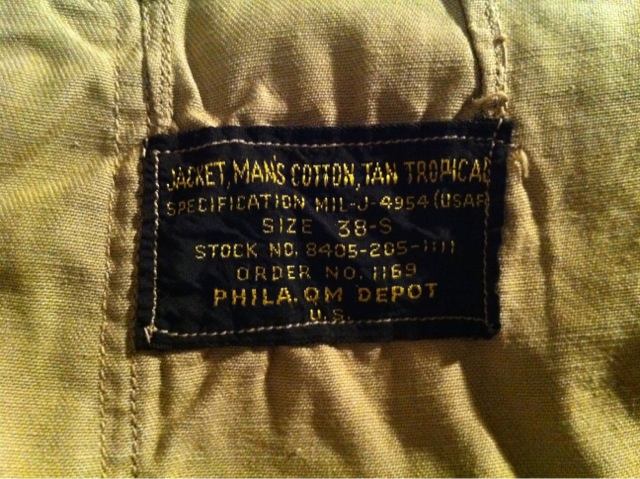 JACKET, MAN'S COTTON, TAN TROPICAL
SPECIFICATION MIL-J-4954 (USAF)
SIZE 38-S
STOCK NO. 8405-205-1111
ORDER NO. 1169
PHILA. QM DEPOT
U.S.